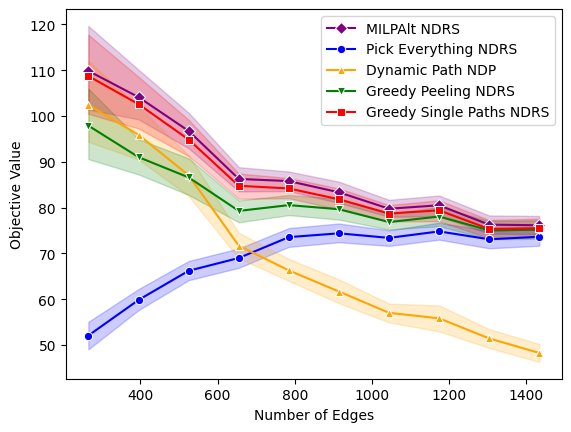 MILPAlt NDRS
Pick Everything NDRS
Dynamic Path NDP
Greedy Peeling NDRS
Greedy Single Paths NDRS
Objective Value
120
110
100
90
80
70
60
50
400
600
800
1000
1200
1400
Number of Edges